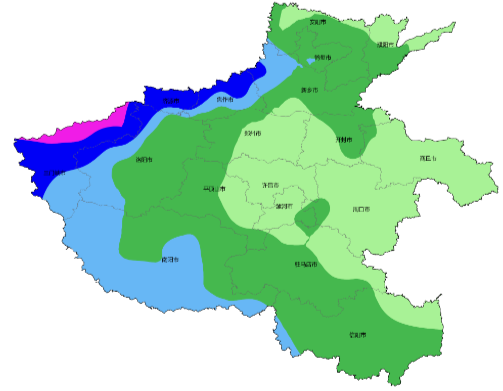 安阳市
濮阳市
鹤壁市
新乡市
焦作市
郑州市
开封市
商丘市
洛阳市
平顶山市
许昌市
漯河市
周口市
南阳市
驻马店市
信阳市